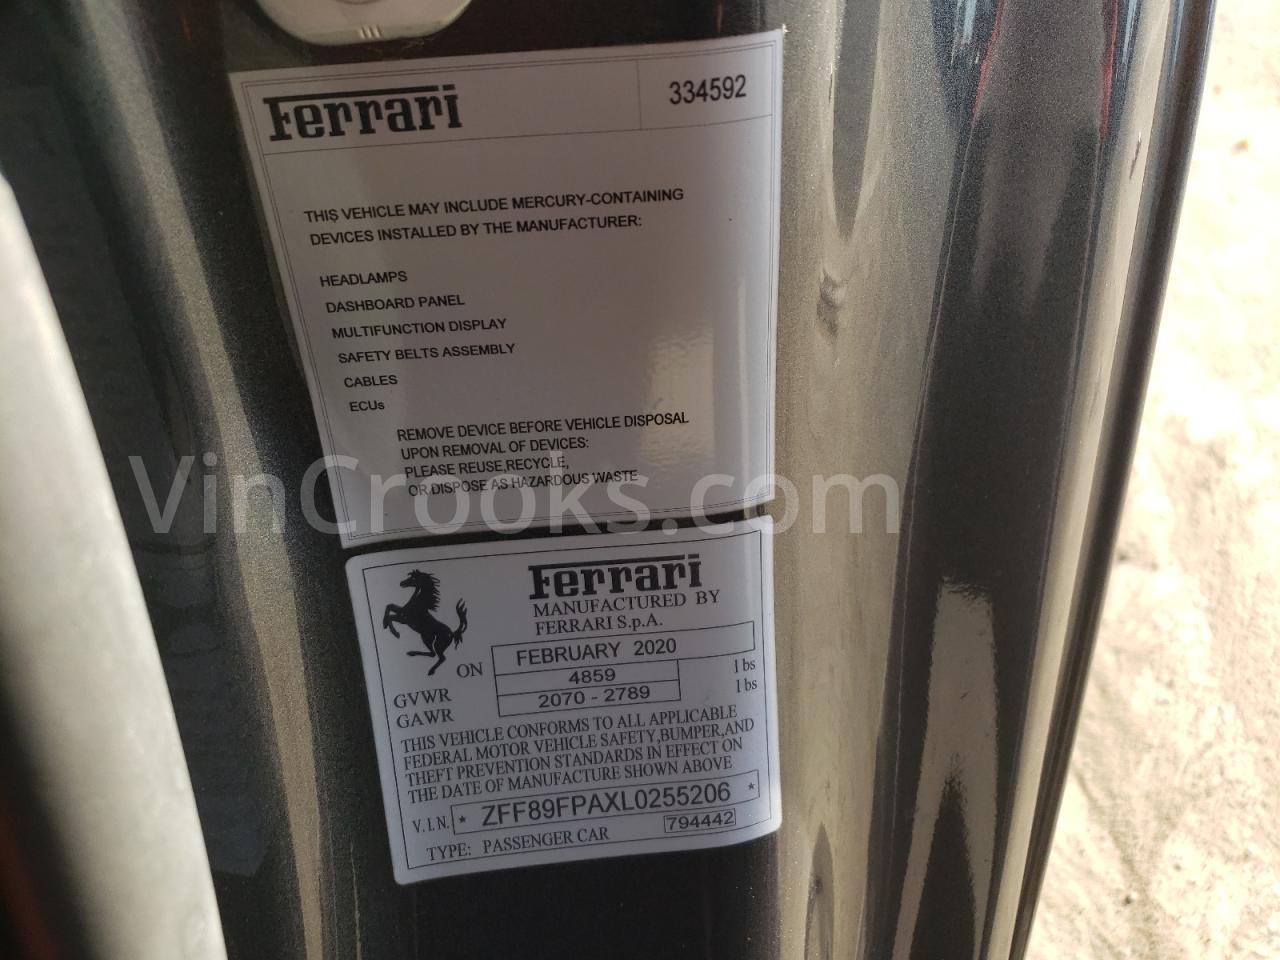 Ferrari 334592
THIS VEHICLE MAY INCLUDE MERCURY-CONTAINING
DEVICES INSTALLED BY THE MANUFACTURER:
HEADLAMPS
DASHBOARD PANEL
MULTIFUNCTION DISPLAY
SAFETY BELTS ASSEMBLY
CABLES
ECUs
REMOVE DEVICE BEFORE VEHICLE DISPOSAL
UPON REMOVAL OF DEVICES:
PLEASE REUSE,RECYCLE,
OR DISPOSE AS HAZARDOUS WASTE
VinCrooks.com
Ferrari
MANUFACTURED BY
FERRARI S.p.A.
ON FEBRUARY 2020
GVWR 4859 lbs
GAWR 2070 - 2789 lbs
THIS VEHICLE CONFORMS TO ALL APPLICABLE
FEDERAL MOTOR VEHICLE SAFETY,BUMPER,AND
THEFT PREVENTION STANDARDS IN EFFECT ON
THE DATE OF MANUFACTURE SHOWN ABOVE
V.I.N. * ZFF89FPAXL0255206 *
TYPE: PASSENGER CAR 794442